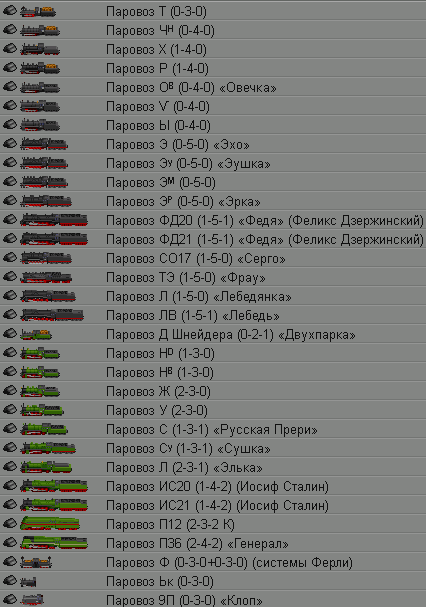 Паровоз Т (0-3-0)
Паровоз Чᴴ (0-4-0)
Паровоз Х (1-4-0)
Паровоз Р (1-4-0)
Паровоз Оᴮ (0-4-0) «Овечка»
Паровоз Ѵ (0-4-0)
Паровоз Ы (0-4-0)
Паровоз Э (0-5-0) «Эхо»
Паровоз Эу (0-5-0) «Эушка»
Паровоз Эᴹ (0-5-0)
Паровоз Эᴾ (0-5-0) «Эрка»
Паровоз ФД20 (1-5-1) «Федя» (Феликс Дзержинский)
Паровоз ФД21 (1-5-1) «Федя» (Феликс Дзержинский)
Паровоз СО17 (1-5-0) «Серго»
Паровоз ТЭ (1-5-0) «Фрау»
Паровоз Л (1-5-0) «Лебедянка»
Паровоз ЛВ (1-5-1) «Лебедь»
Паровоз Д Шнейдера (0-2-1) «Двухпарка»
Паровоз Нᴰ (1-3-0)
Паровоз Нᴮ (1-3-0)
Паровоз Ж (2-3-0)
Паровоз У (2-3-0)
Паровоз С (1-3-1) «Русская Прери»
Паровоз Су (1-3-1) «Сушка»
Паровоз Л (2-3-1) «Элька»
Паровоз ИС20 (1-4-2) (Иосиф Сталин)
Паровоз ИС21 (1-4-2) (Иосиф Сталин)
Паровоз П12 (2-3-2 К)
Паровоз П36 (2-4-2) «Генерал»
Паровоз Ф (0-3-0+0-3-0) (системы Ферли)
Паровоз Ьк (0-3-0)
Паровоз 9П (0-3-0) «Клоп»